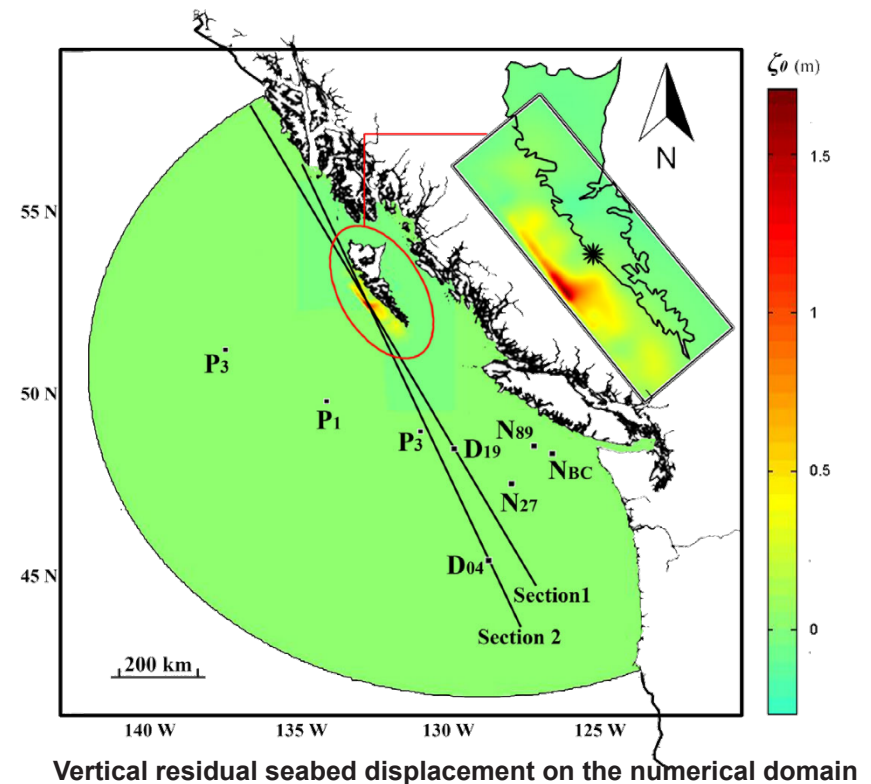 ζ₀ (m)
1.5
1
0.5
0
N
55 N
50 N
45 N
P3
P1
P3
D19
N89
NBC
N27
D04
Section1
Section 2
200 km
140 W 135 W 130 W 125 W
Vertical residual seabed displacement on the numerical domain